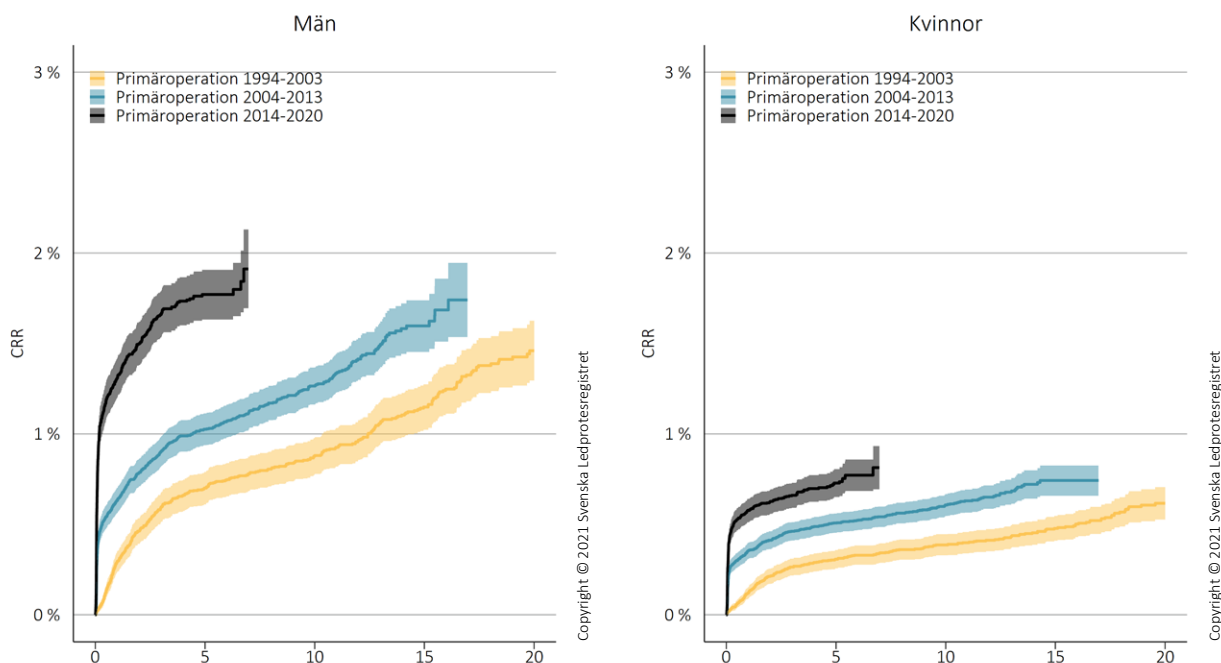 Män
3 %
Primäroperation 1994-2003
Primäroperation 2004-2013
Primäroperation 2014-2020
2 %
CRR
1 %
0 %
0 5 10 15 20
Copyright © 2021 Svenska Ledprotesregistret
Kvinnor
3 %
Primäroperation 1994-2003
Primäroperation 2004-2013
Primäroperation 2014-2020
2 %
CRR
1 %
0 %
0 5 10 15 20
Copyright © 2021 Svenska Ledprotesregistret